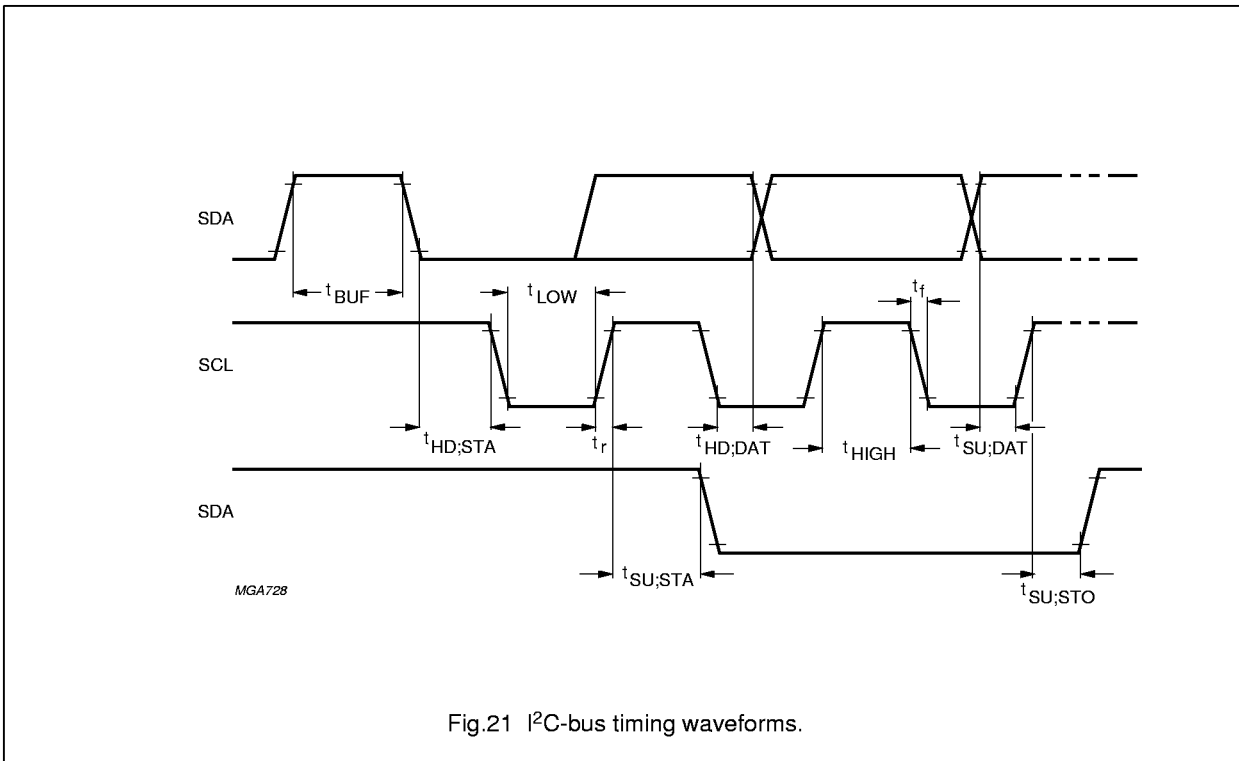 SDA
t BUF
t LOW
t f
SCL
t HD;STA
t r
t HD;DAT
t HIGH
t SU;DAT
SDA
t SU;STA
t SU;STO
MGA728
Fig.21 I²C-bus timing waveforms.